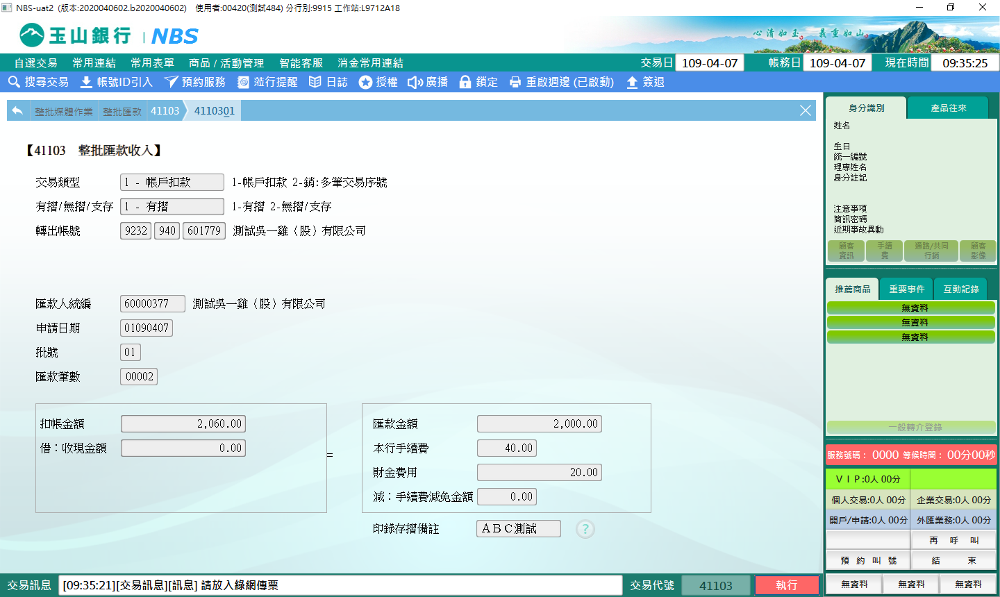 NBS-uat2 (版本:2020040602.b2020040602) 使用者:00420(測試484) 分行別:9915 工作站:L9712A18
玉山銀行 | NBS
心清如玉。義重如山。
自選交易 常用連結 常用表單 商品 / 活動管理 智能客服 消金常用連結 交易日 109-04-07 帳務日 109-04-07 現在時間 09:35:25
搜尋交易 帳號ID引入 預約服務 蒞行提醒 日誌 授權 廣播 鎖定 重啟週邊 (已啟動) 簽退
整批媒體作業 整批匯款 41103 4110301
【41103 整批匯款收入】
交易類型 1 - 帳戶扣款 1-帳戶扣款 2-銷:多筆交易序號
有摺/無摺/支存 1 - 有摺 1-有摺 2-無摺/支存
轉出帳號 9232 940 601779 測試吳一雞（股）有限公司
匯款人統編 60000377 測試吳一雞（股）有限公司
申請日期 01090407
批號 01
匯款筆數 00002
扣帳金額 2,060.00
借：收現金額 0.00
=
匯款金額 2,000.00
本行手續費 40.00
財金費用 20.00
減：手續費減免金額 0.00
印錄存摺備註 ＡＢＣ測試 ?
交易訊息 [09:35:21][交易訊息][訊息] 請放入綠網傳票 交易代號 41103 執行
身分識別 產品往來
姓名
生日
統一編號
理專姓名
身分註記
注意事項
簡訊密碼
近期事故異動
顧客資訊 手續費 通路/共同行銷 顧客影像
推薦商品 重要事件 互動記錄
無資料
無資料
無資料
一般轉介登錄
服務號碼： 0000 等候時間： 00分00秒
ＶＩＰ:0人 00分
個人交易:0人 00分 企業交易:0人 00分
開戶/申請:0人 00分 外匯業務:0人 00分
再 呼 叫
預 約 叫 號 結 束
無資料 無資料 無資料